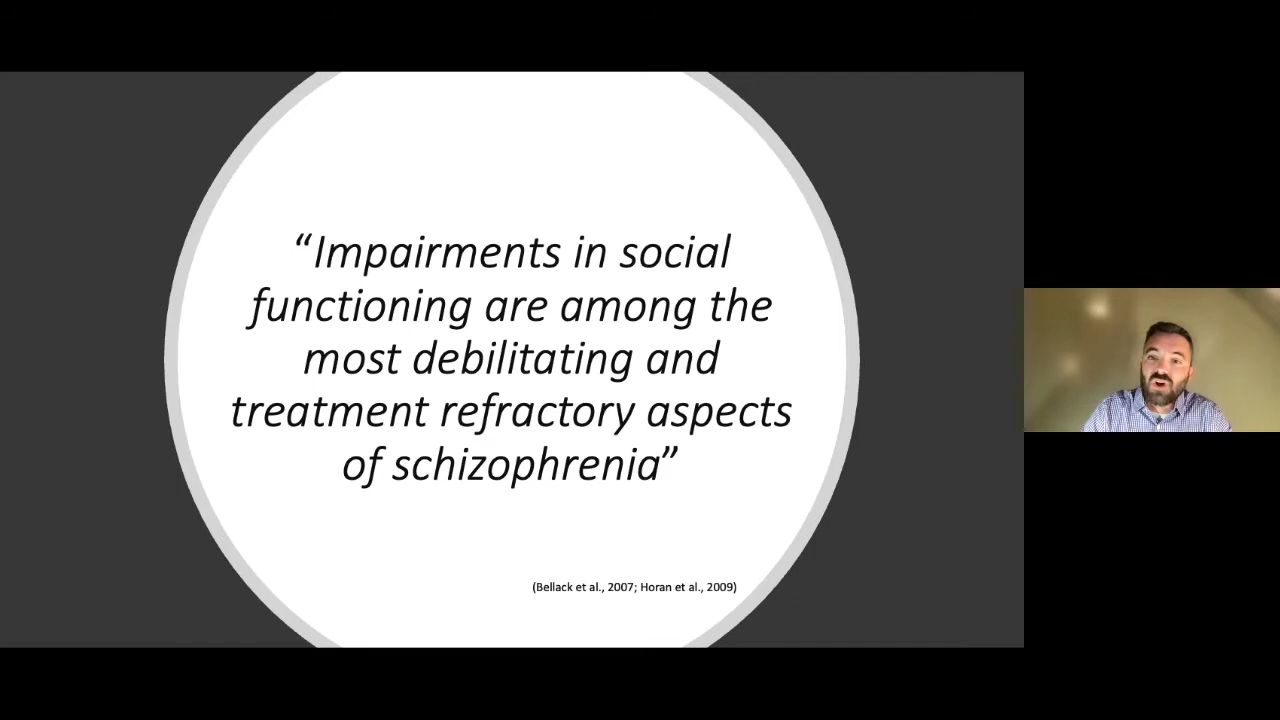 “Impairments in social
functioning are among the
most debilitating and
treatment refractory aspects
of schizophrenia”
(Bellack et al., 2007; Horan et al., 2009)